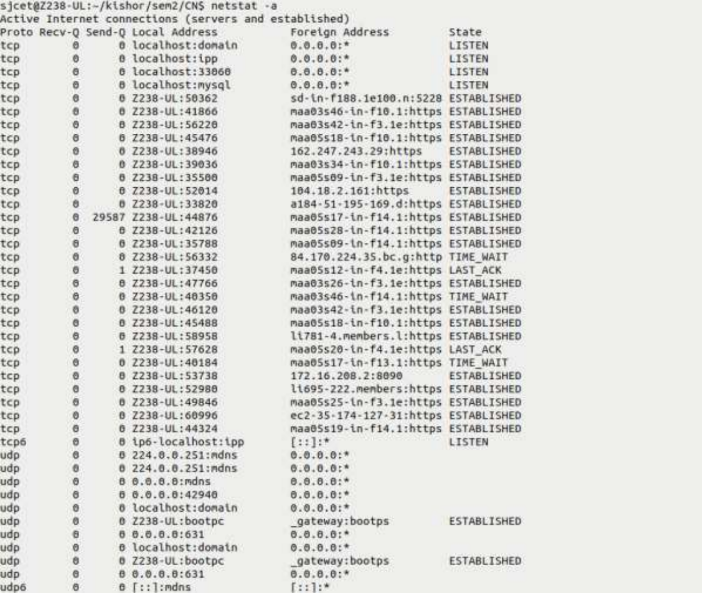 sjcet@Z238-UL:~/kishor/sem2/CN$ netstat -a
Active Internet connections (servers and established)
Proto Recv-Q Send-Q Local Address Foreign Address State
tcp 0 0 localhost:domain 0.0.0.0:* LISTEN
tcp 0 0 localhost:ipp 0.0.0.0:* LISTEN
tcp 0 0 localhost:33060 0.0.0.0:* LISTEN
tcp 0 0 localhost:mysql 0.0.0.0:* LISTEN
tcp 0 0 Z238-UL:50362 sd-in-f188.1e100.n:5228 ESTABLISHED
tcp 0 0 Z238-UL:41866 maa03s46-in-f10.1:https ESTABLISHED
tcp 0 0 Z238-UL:56220 maa03s42-in-f3.1e:https ESTABLISHED
tcp 0 0 Z238-UL:45476 maa05s18-in-f10.1:https ESTABLISHED
tcp 0 0 Z238-UL:38946 162.247.243.29:https ESTABLISHED
tcp 0 0 Z238-UL:39036 maa03s34-in-f10.1:https ESTABLISHED
tcp 0 0 Z238-UL:35500 maa05s09-in-f3.1e:https ESTABLISHED
tcp 0 0 Z238-UL:52014 104.18.2.161:https ESTABLISHED
tcp 0 0 Z238-UL:33820 a184-51-195-169.d:https ESTABLISHED
tcp 0 29587 Z238-UL:44876 maa05s17-in-f14.1:https ESTABLISHED
tcp 0 0 Z238-UL:42126 maa05s28-in-f14.1:https ESTABLISHED
tcp 0 0 Z238-UL:35788 maa05s09-in-f14.1:https ESTABLISHED
tcp 0 0 Z238-UL:56332 84.170.224.35.bc.g:http TIME_WAIT
tcp 0 1 Z238-UL:37450 maa05s12-in-f4.1e:https LAST_ACK
tcp 0 0 Z238-UL:47766 maa03s26-in-f3.1e:https ESTABLISHED
tcp 0 0 Z238-UL:40350 maa03s46-in-f14.1:https TIME_WAIT
tcp 0 0 Z238-UL:46120 maa03s42-in-f3.1e:https ESTABLISHED
tcp 0 0 Z238-UL:45488 maa05s18-in-f10.1:https ESTABLISHED
tcp 0 0 Z238-UL:58958 li781-4.members.l:https ESTABLISHED
tcp 0 1 Z238-UL:57628 maa05s20-in-f4.1e:https LAST_ACK
tcp 0 0 Z238-UL:40184 maa05s17-in-f13.1:https TIME_WAIT
tcp 0 0 Z238-UL:53738 172.16.208.2:8090 ESTABLISHED
tcp 0 0 Z238-UL:52980 li695-222.members:https ESTABLISHED
tcp 0 0 Z238-UL:49846 maa05s25-in-f3.1e:https ESTABLISHED
tcp 0 0 Z238-UL:60996 ec2-35-174-127-31:https ESTABLISHED
tcp 0 0 Z238-UL:44324 maa05s19-in-f14.1:https ESTABLISHED
tcp6 0 0 ip6-localhost:ipp [::]:* LISTEN
udp 0 0 224.0.0.251:mdns 0.0.0.0:*
udp 0 0 224.0.0.251:mdns 0.0.0.0:*
udp 0 0 0.0.0.0:mdns 0.0.0.0:*
udp 0 0 0.0.0.0:42940 0.0.0.0:*
udp 0 0 localhost:domain 0.0.0.0:*
udp 0 0 Z238-UL:bootpc _gateway:bootps ESTABLISHED
udp 0 0 0.0.0.0:631 0.0.0.0:*
udp 0 0 localhost:domain 0.0.0.0:*
udp 0 0 Z238-UL:bootpc _gateway:bootps ESTABLISHED
udp 0 0 0.0.0.0:631 0.0.0.0:*
udp6 0 0 [::]:mdns [::]:*